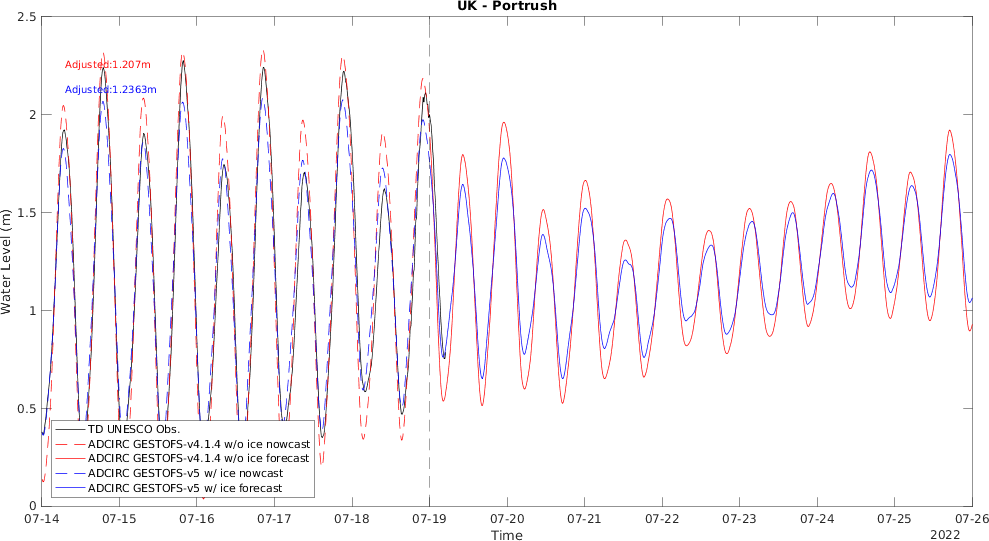 UK - Portrush
2.5
Adjusted:1.207m
Adjusted:1.2363m
2
1.5
Water Level (m)
1
0.5
TD UNESCO Obs.
ADCIRC GESTOFS-v4.1.4 w/o ice nowcast
ADCIRC GESTOFS-v4.1.4 w/o ice forecast
ADCIRC GESTOFS-v5 w/ ice nowcast
ADCIRC GESTOFS-v5 w/ ice forecast
0
07-14 07-15 07-16 07-17 07-18 07-19 07-20 07-21 07-22 07-23 07-24 07-25 07-26
Time
2022